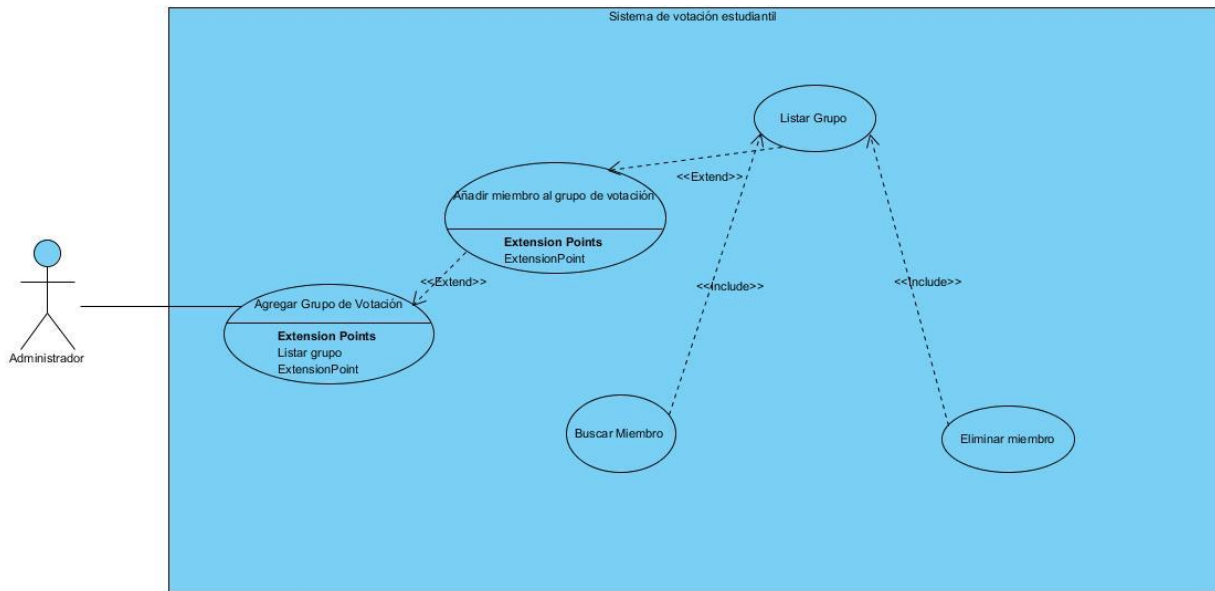 Sistema de votación estudiantil
Listar Grupo
<<Extend>>
Añadir miembro al grupo de votaciión
Extension Points
ExtensionPoint
<<Extend>>
<<Include>>
<<Include>>
Agregar Grupo de Votación
Extension Points
Listar grupo
ExtensionPoint
Administrador
Buscar Miembro
Eliminar miembro